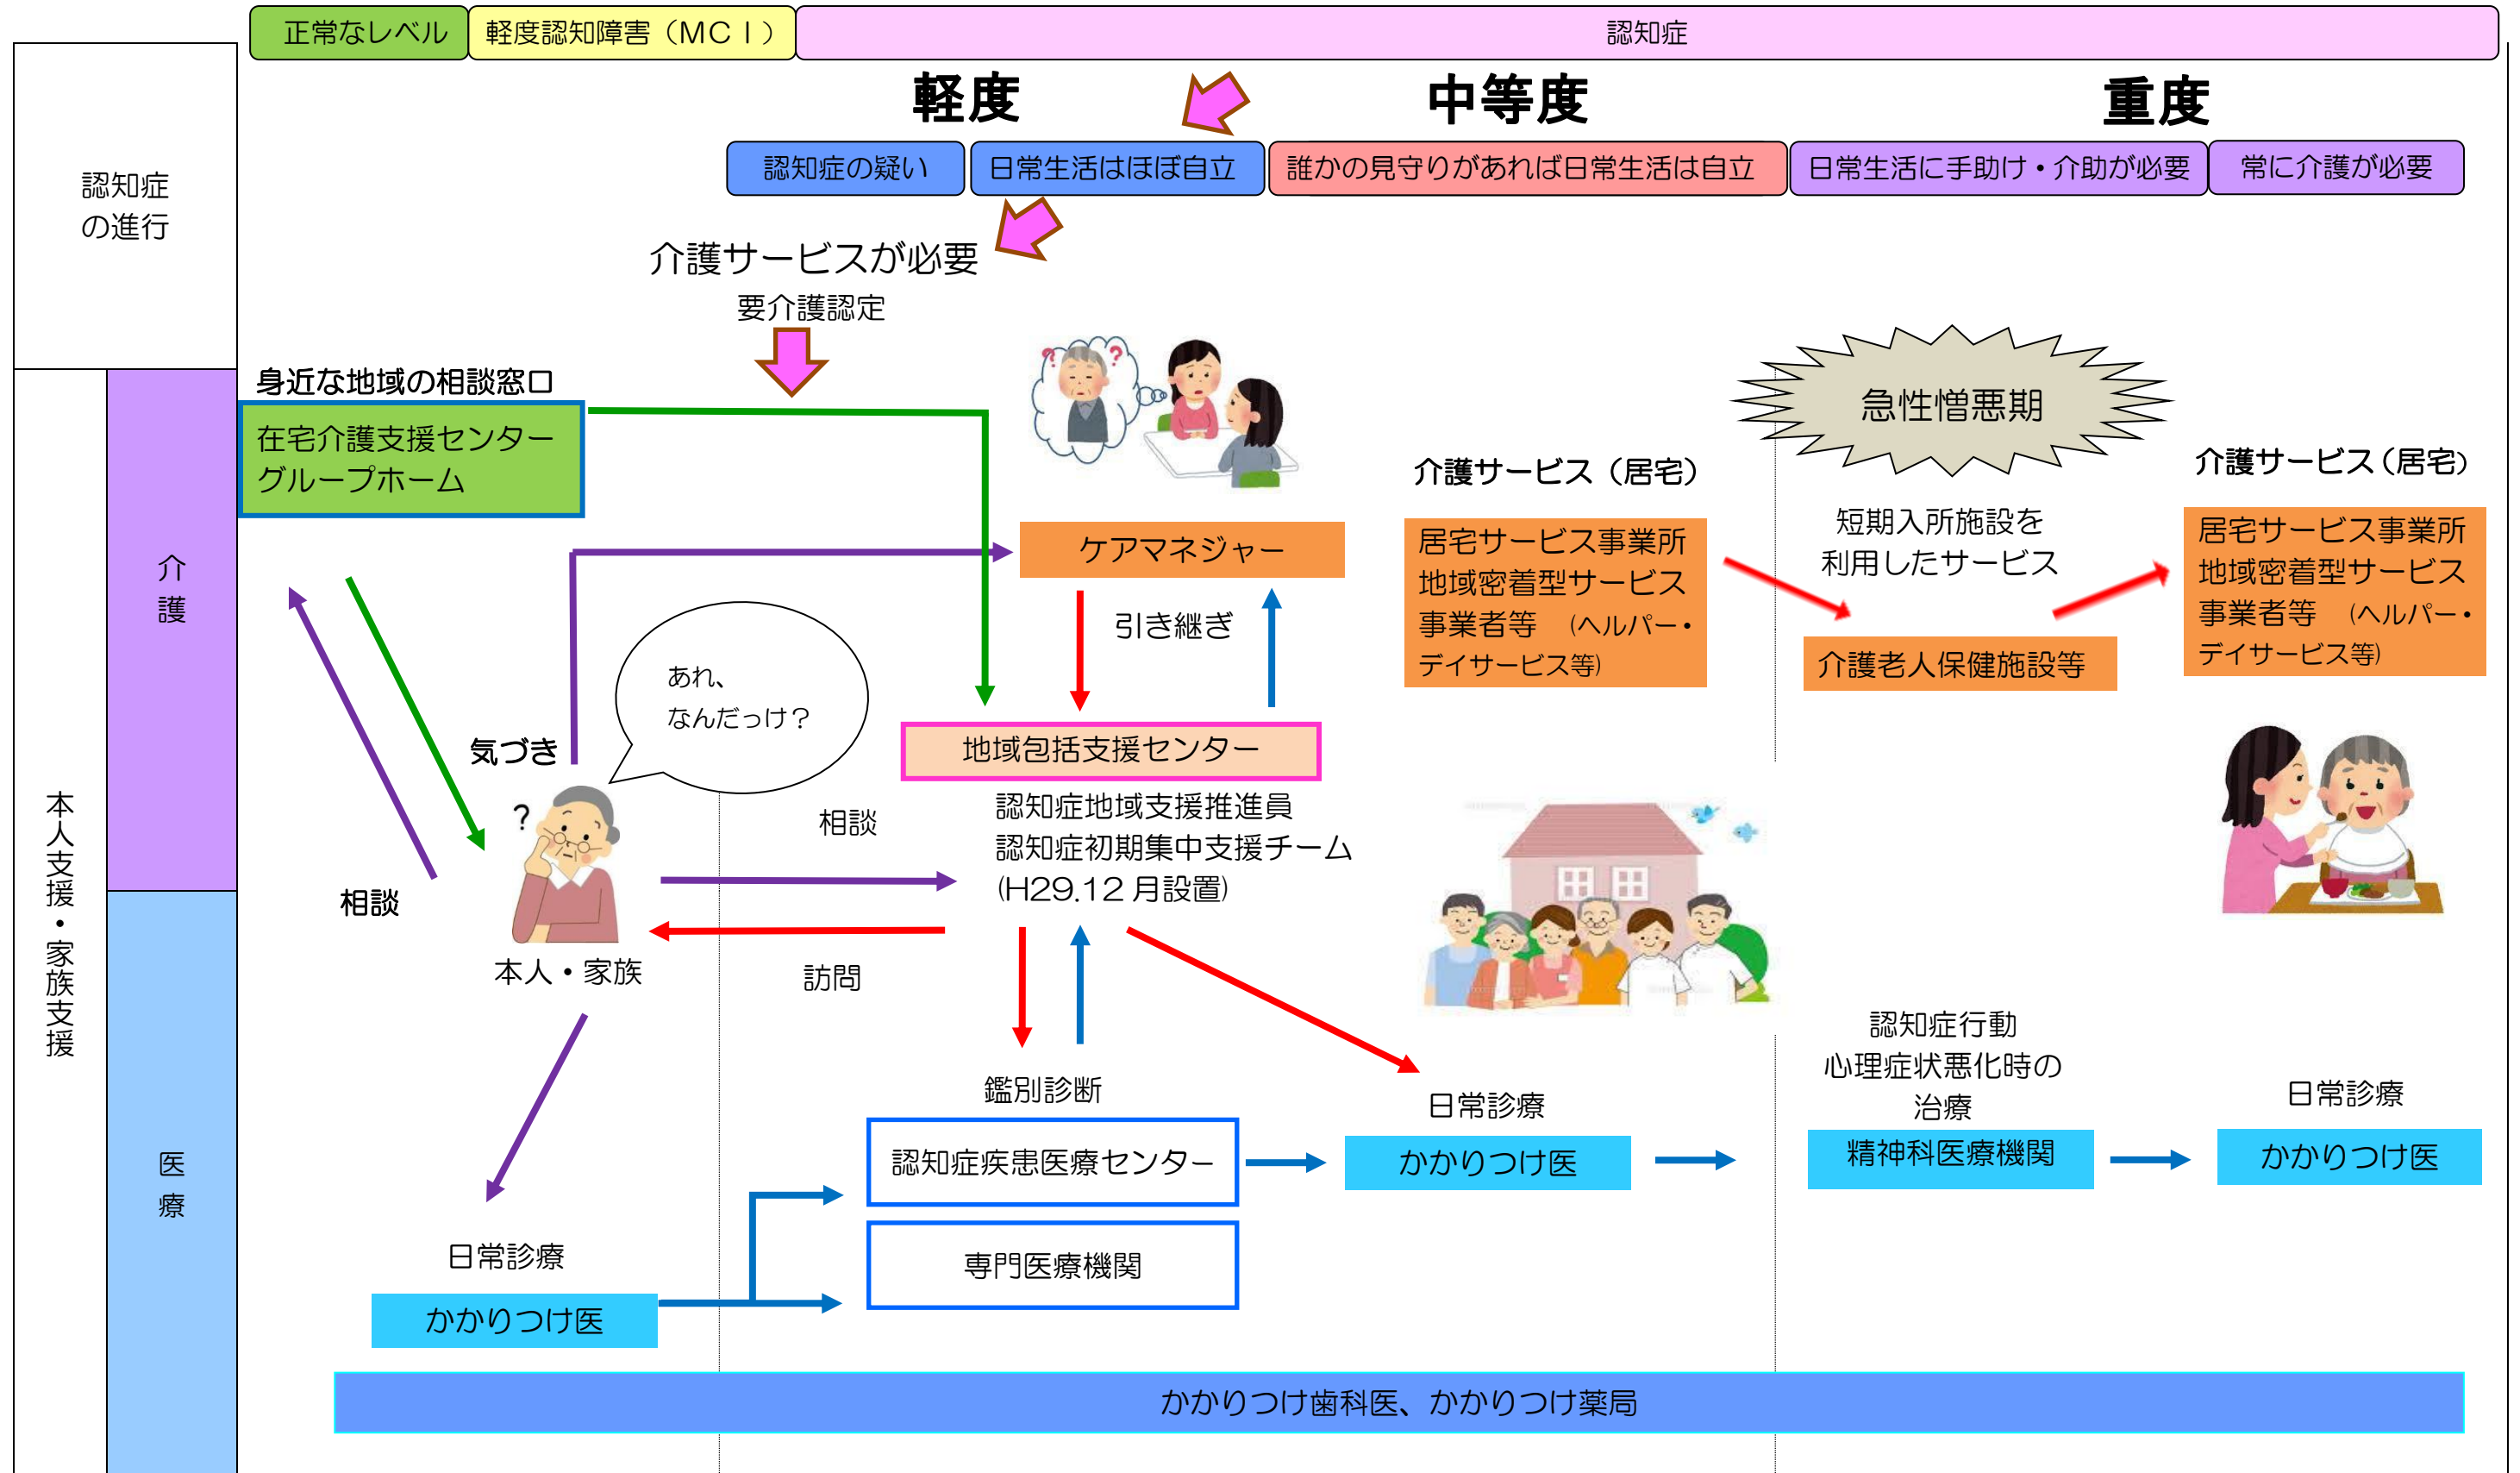 正常なレベル
軽度認知障害（ＭＣＩ）
認知症
軽度
中等度
重度
認知症の疑い
日常生活はほぼ自立
誰かの見守りがあれば日常生活は自立
日常生活に手助け・介助が必要
常に介護が必要
認知症
の進行
介護サービスが必要
要介護認定
本人支援・家族支援
介護
医療
身近な地域の相談窓口
在宅介護支援センター
グループホーム
急性憎悪期
介護サービス（居宅）
居宅サービス事業所
地域密着型サービス
事業者等　(ヘルパー・
デイサービス等)
短期入所施設を
利用したサービス
介護老人保健施設等
介護サービス（居宅）
居宅サービス事業所
地域密着型サービス
事業者等　(ヘルパー・
デイサービス等)
ケアマネジャー
引き継ぎ
あれ、
なんだっけ？
気づき
?
相談
本人・家族
相談
訪問
地域包括支援センター
認知症地域支援推進員
認知症初期集中支援チーム
(H29.12 月設置)
鑑別診断
認知症疾患医療センター
専門医療機関
日常診療
かかりつけ医
日常診療
かかりつけ医
認知症行動
心理症状悪化時の
治療
精神科医療機関
日常診療
かかりつけ医
かかりつけ歯科医、かかりつけ薬局